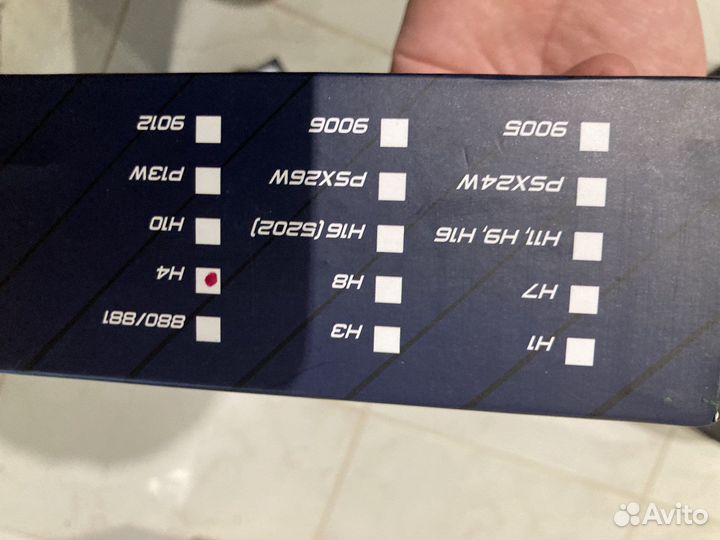 H1 H3 880/881
H7 H8 H4
H11, H9, H16 H16 (5202) H10
PSX24W PSX26W P13W
9005 9006 9012
Avito